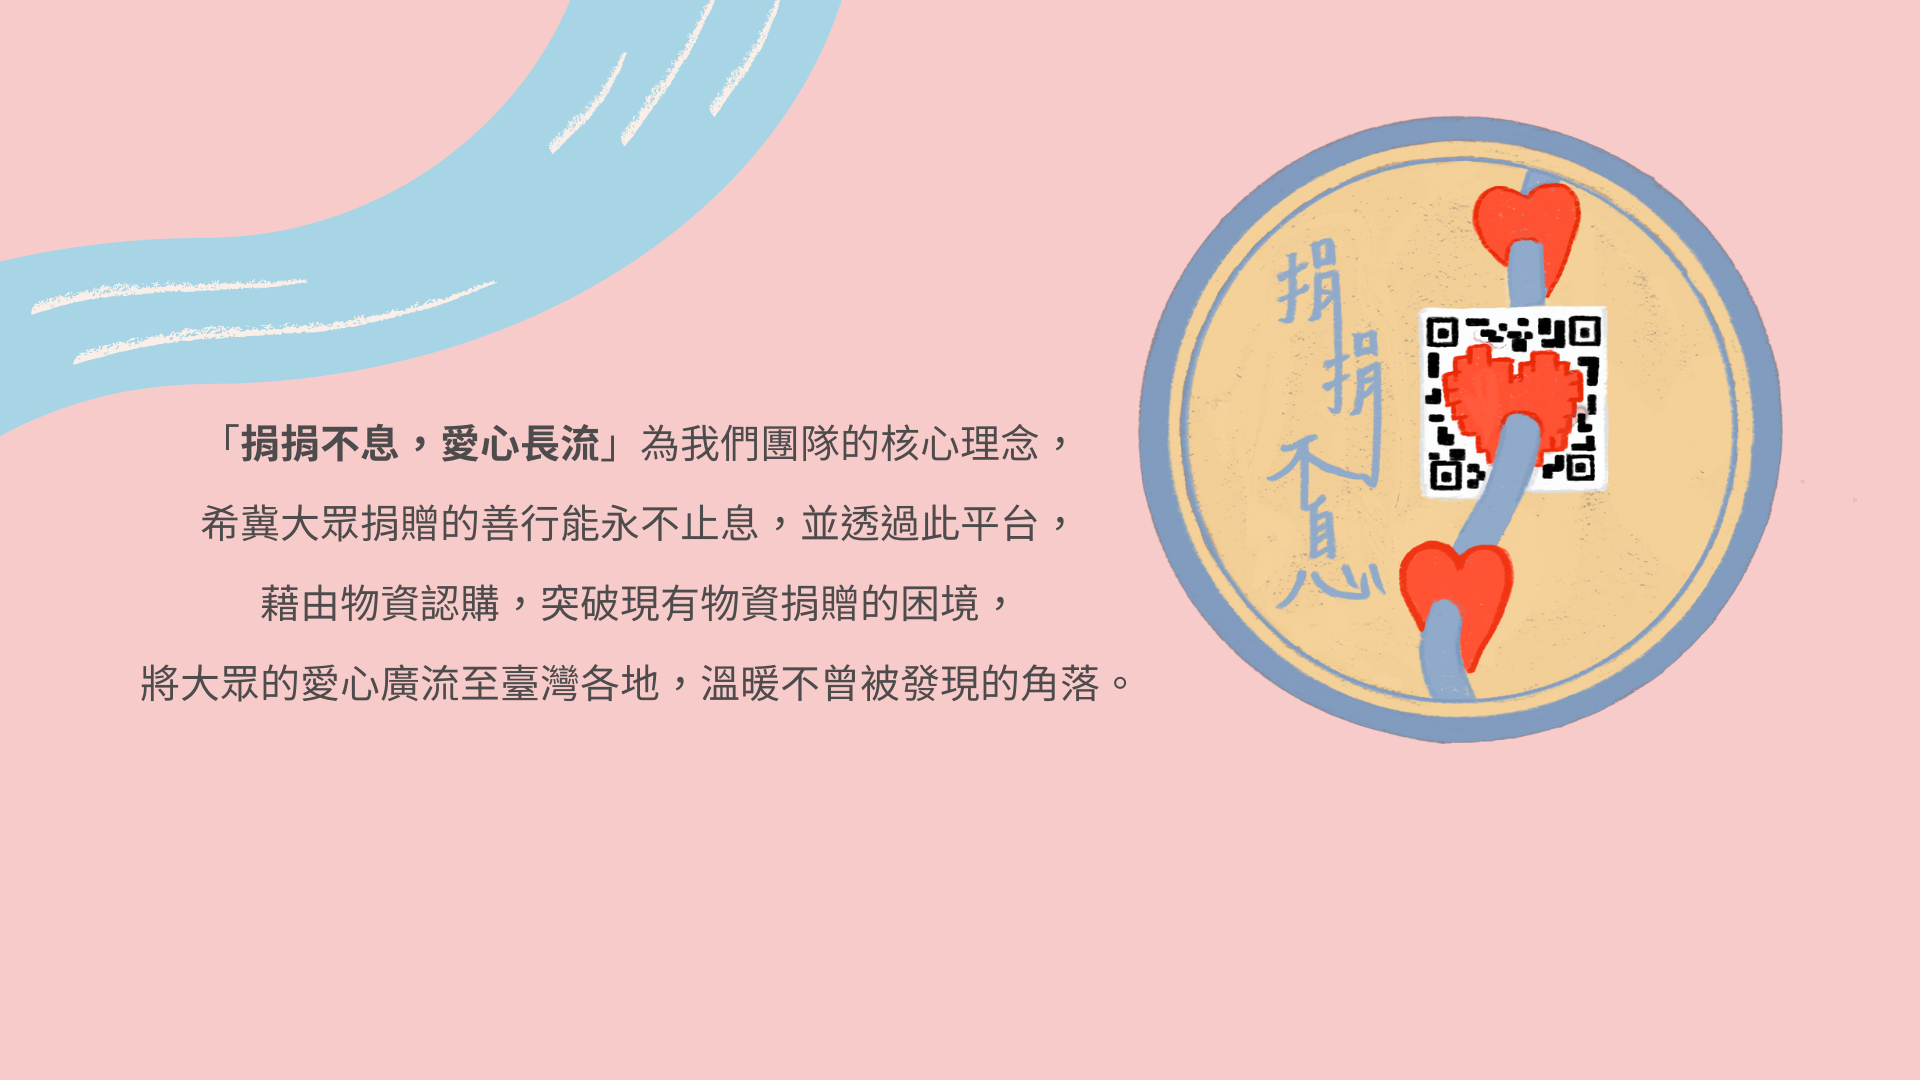 「捐捐不息，愛心長流」為我們團隊的核心理念，
希冀大眾捐贈的善行能永不止息，並透過此平台，
藉由物資認購，突破現有物資捐贈的困境，
將大眾的愛心廣流至臺灣各地，溫暖不曾被發現的角落。
捐捐不息